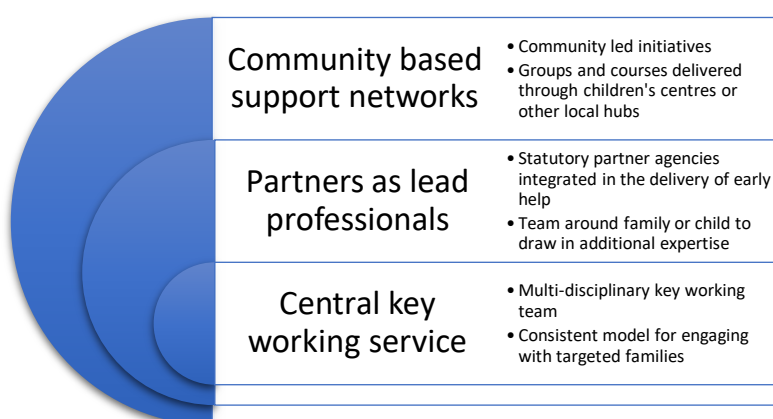 Community based
support networks
• Community led initiatives
• Groups and courses delivered
through children's centres or
other local hubs
Partners as lead
professionals
• Statutory partner agencies
integrated in the delivery of early
help
• Team around family or child to
draw in additional expertise
Central key
working service
• Multi-disciplinary key working
team
• Consistent model for engaging
with targeted families